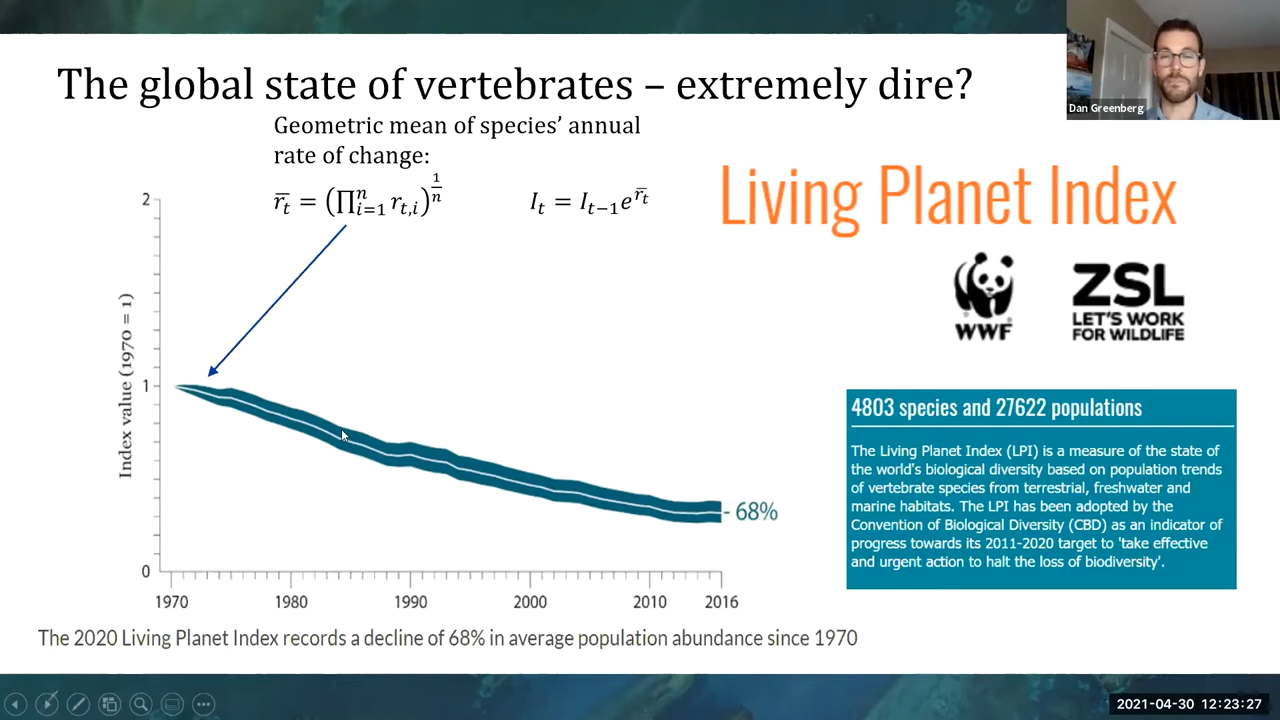 The global state of vertebrates – extremely dire?
Dan Greenberg
Geometric mean of species’ annual
rate of change:
r̅ₜ = (∏ⁿᵢ₌₁ rₜ,ᵢ)^(1/n)
Iₜ = Iₜ₋₁e^(r̅ₜ)
Living Planet Index
WWF
ZSL
LET'S WORK
FOR WILDLIFE
Index value (1970 = 1)
2
1
0
- 68%
1970 1980 1990 2000 2010 2016
4803 species and 27622 populations
The Living Planet Index (LPI) is a measure of the state of
the world's biological diversity based on population trends
of vertebrate species from terrestrial, freshwater and
marine habitats. The LPI has been adopted by the
Convention of Biological Diversity (CBD) as an indicator of
progress towards its 2011-2020 target to 'take effective
and urgent action to halt the loss of biodiversity'.
The 2020 Living Planet Index records a decline of 68% in average population abundance since 1970
2021-04-30 12:23:27